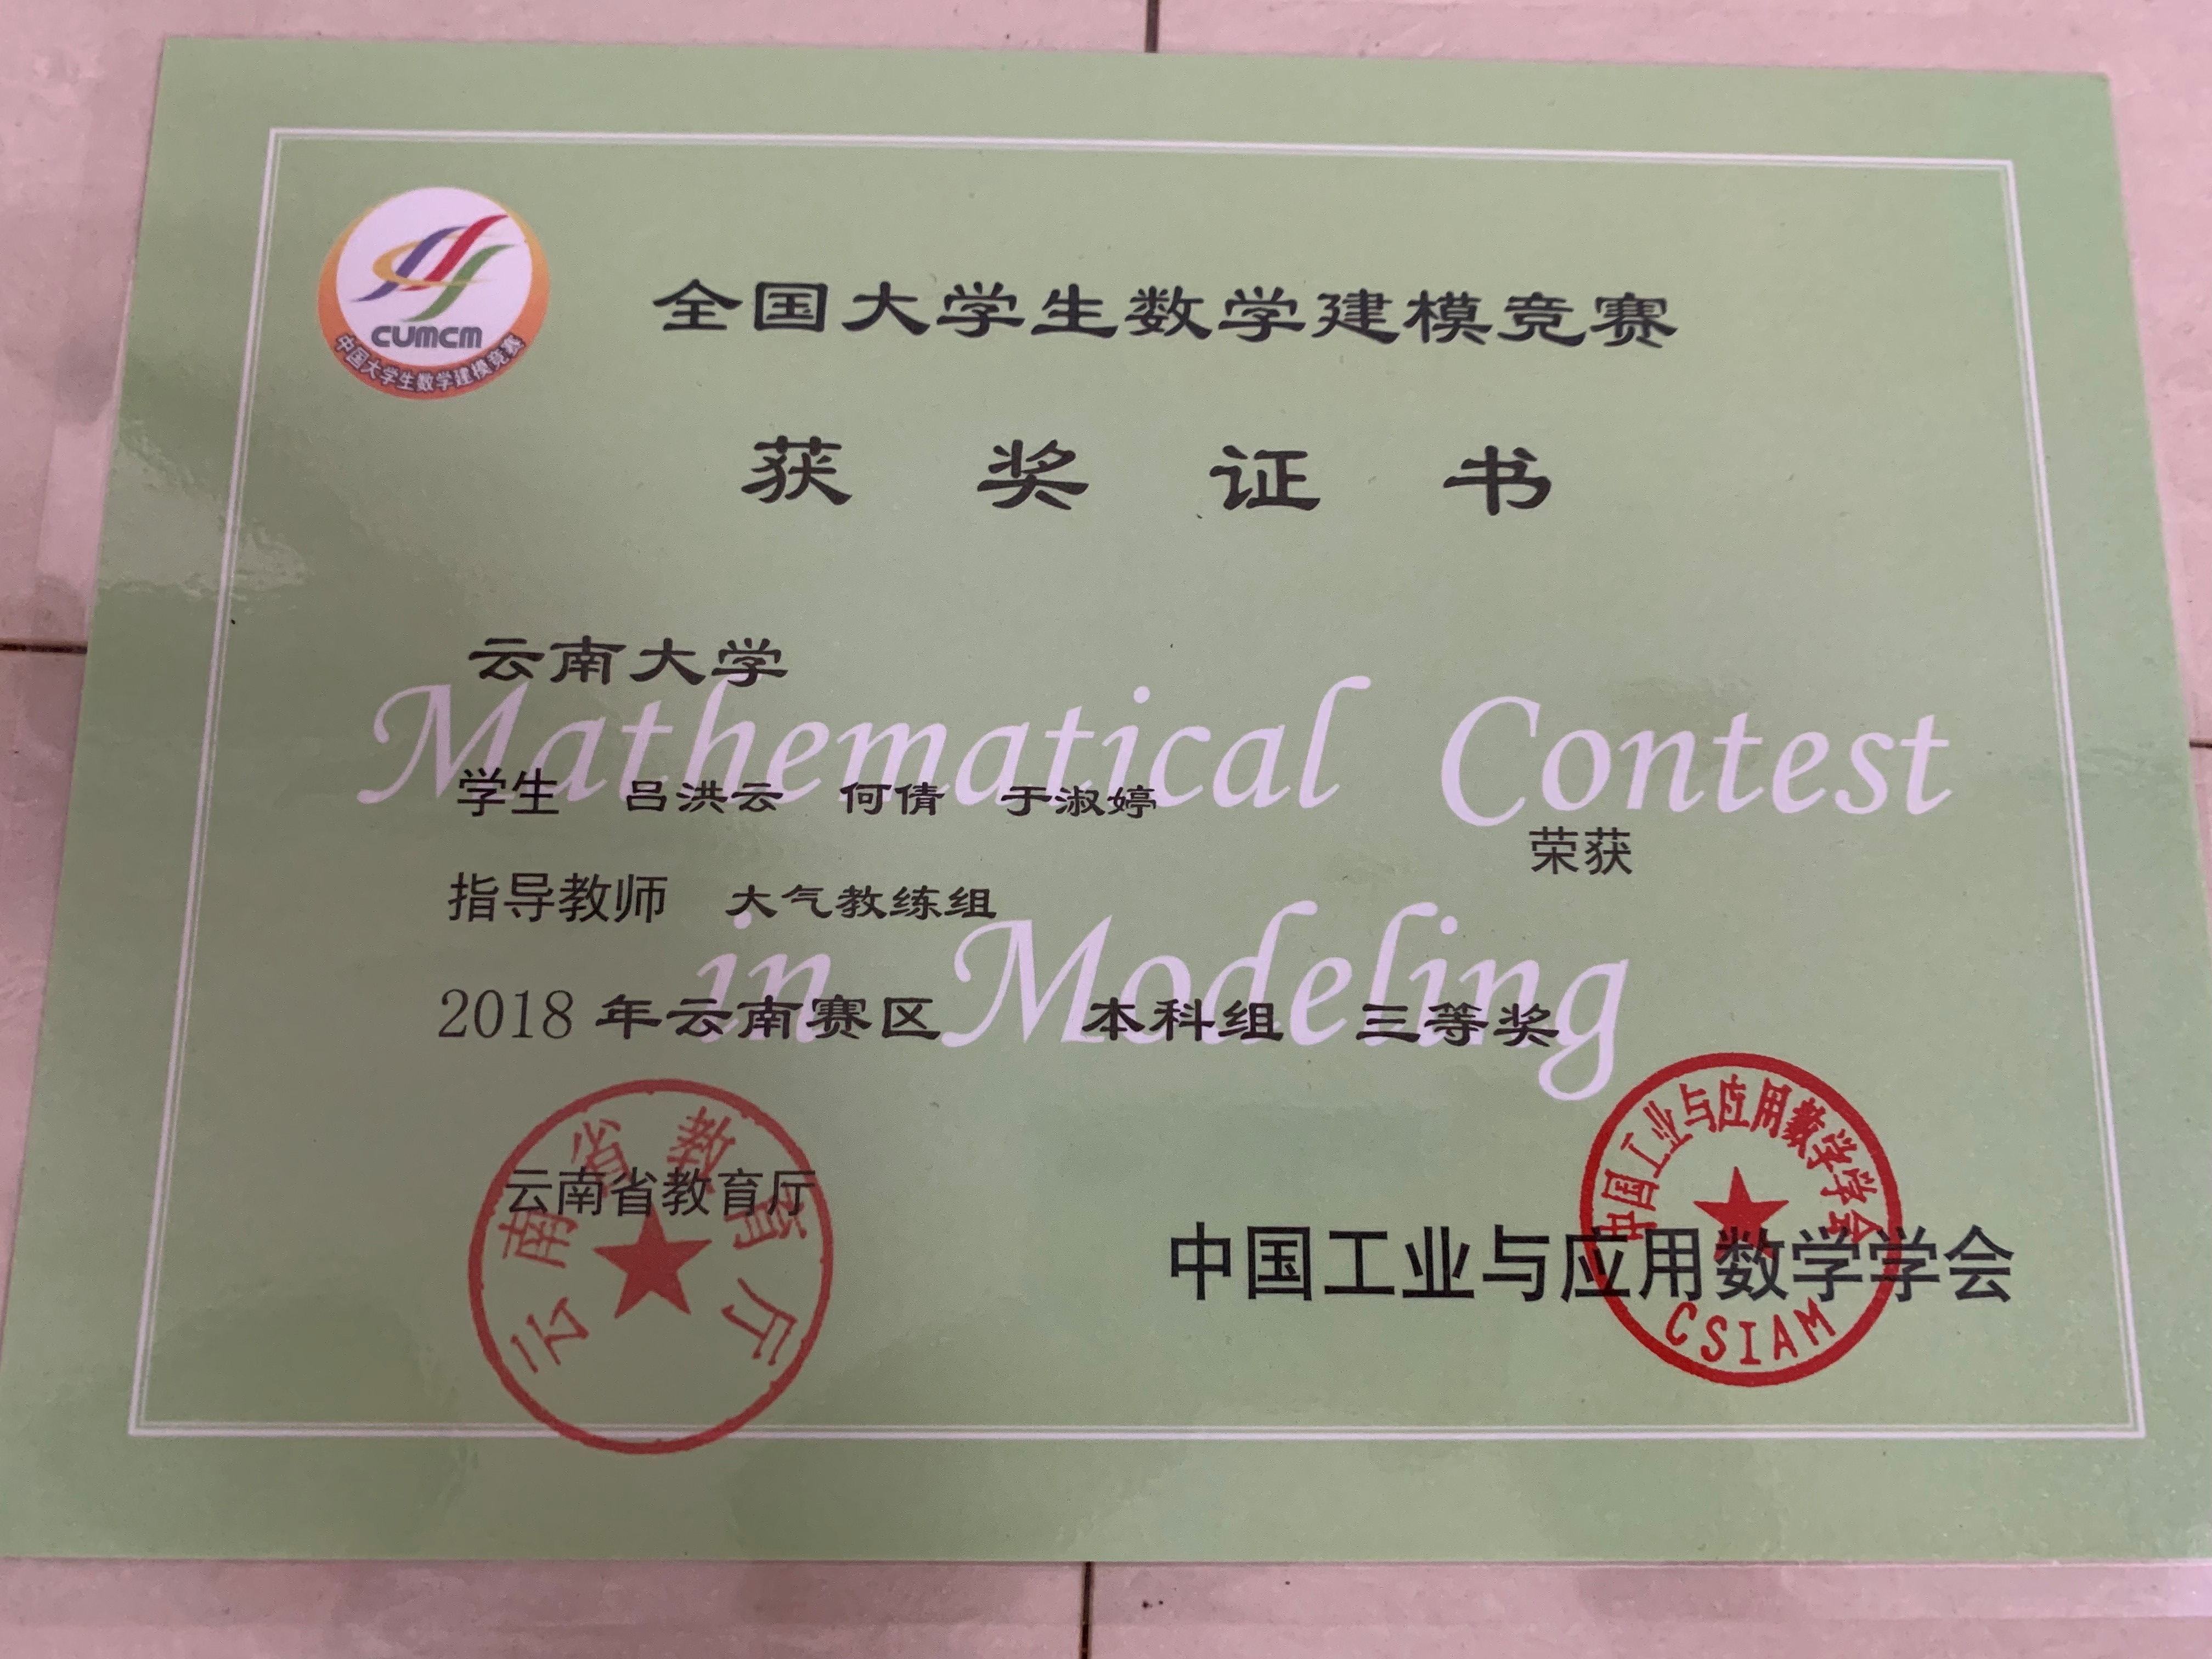 CUMCM
中国大学生数学建模竞赛
全国大学生数学建模竞赛
获奖证书
云南大学
Mathematical Contest
学生 吕洪云 何倩 于淑婷
荣获
指导教师 大气教练组
in Modeling
2018 年云南赛区 本科组 三等奖
云南省教育厅
云南省教育厅
中国工业与应用数学学会
中国工业与应用数学学会
CSIAM